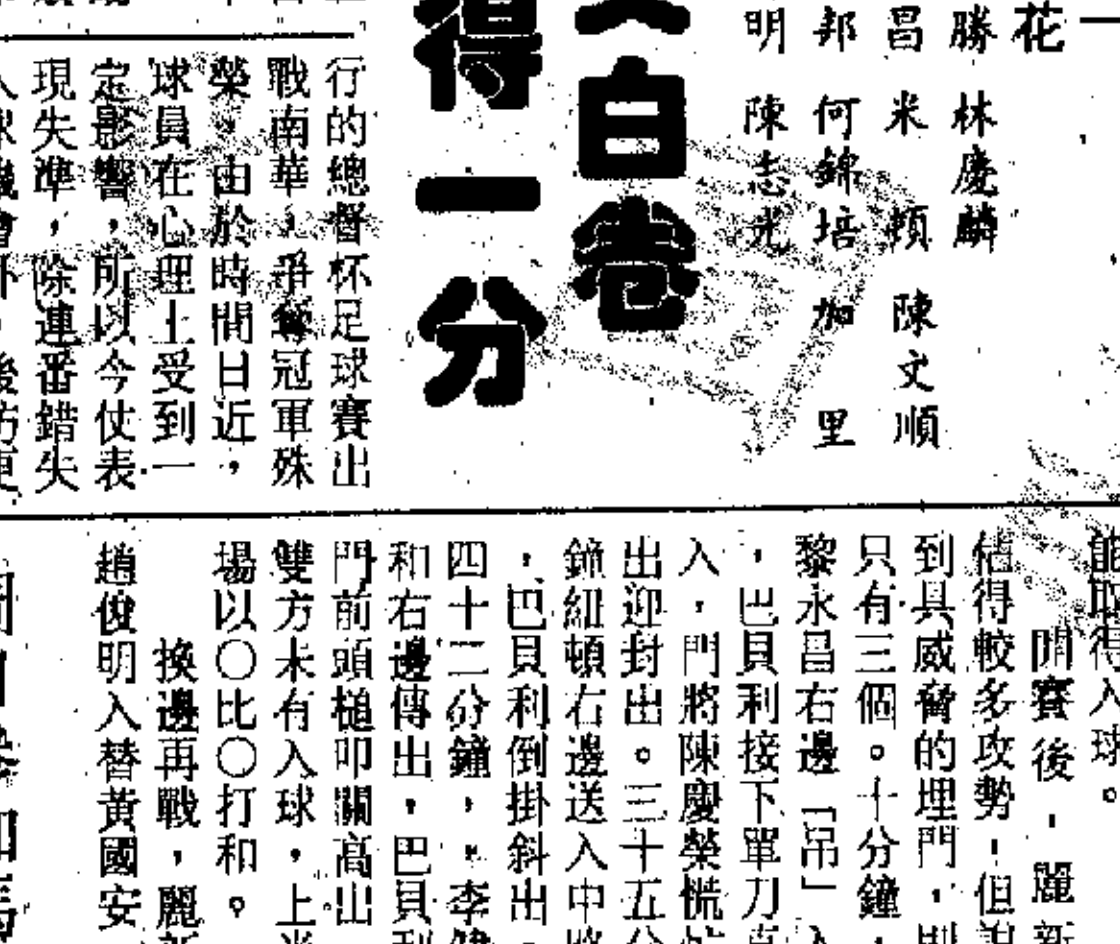 花
勝 林慶麟
昌 米頓 陳文順
邦 何錦培 加里
明 陳志光
白卷
得一分
行的總督杯足球賽出
戰南華，爭奪冠軍殊
榮，由於時間日近，
球員在心理上受到一
定影響，所以今仗表
現失準，除連番錯失
能取得入球。
開賽後，麗新
佔得較多攻勢，但
到具威脅的埋門，則
只有三個。十分鐘，
黎永昌右邊「吊」入
，巴貝利接下單刀直
入，門將陳慶榮慌忙
出迎封出。三十五分
鐘紐頓右邊送入中路
，巴貝利倒掛斜出。
四十二分鐘，李健
和右邊傳出，巴貝利
門前頭槌叩關高出
雙方未有入球，上半
場以〇比〇打和。
換邊再戰，麗新
趙俊明入替黃國安